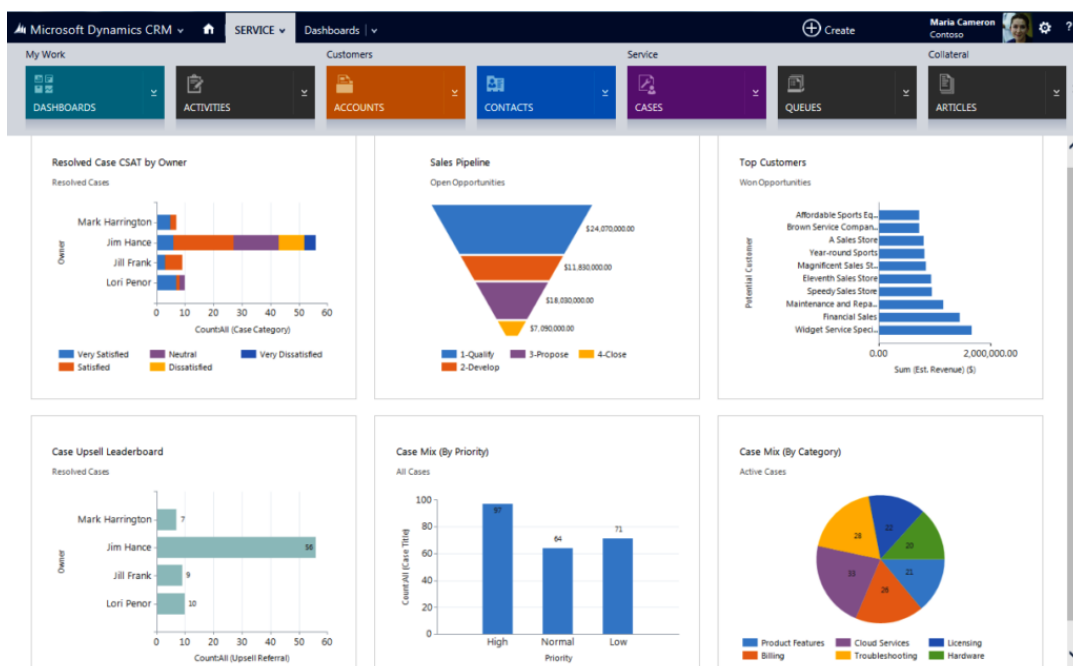 Microsoft Dynamics CRM
SERVICE
Dashboards
Create
Maria Cameron
Contoso
?
My Work
Customers
Service
Collateral
DASHBOARDS
ACTIVITIES
ACCOUNTS
CONTACTS
CASES
QUEUES
ARTICLES
Resolved Case CSAT by Owner
Resolved Cases
Owner
Mark Harrington
Jim Hance
Jill Frank
Lori Penor
0 10 20 30 40 50 60
Count:All (Case Category)
Very Satisfied Neutral Very Dissatisfied
Satisfied Dissatisfied
Sales Pipeline
Open Opportunities
$24,070,000.00
$11,830,000.00
$18,030,000.00
$7,090,000.00
1-Qualify 3-Propose 4-Close
2-Develop
Top Customers
Won Opportunities
Potential Customer
Affordable Sports Eq...
Brown Service Compan...
A Sales Store
Year-round Sports
Magnificent Sales St...
Eleventh Sales Store
Speedy Sales Store
Maintenance and Repa...
Financial Sales
Widget Service Speci...
0.00 2,000,000.00
Sum (Est. Revenue) ($)
Case Upsell Leaderboard
Resolved Cases
Owner
Mark Harrington 7
Jim Hance 56
Jill Frank 9
Lori Penor 10
0 10 20 30 40 50 60
Count:All (Upsell Referral)
Case Mix (By Priority)
All Cases
Count:All (Case Title)
100
80
60
40
20
0
97
64
71
High Normal Low
Priority
Case Mix (By Category)
Active Cases
22
20
21
26
33
28
Product Features Cloud Services Licensing
Billing Troubleshooting Hardware